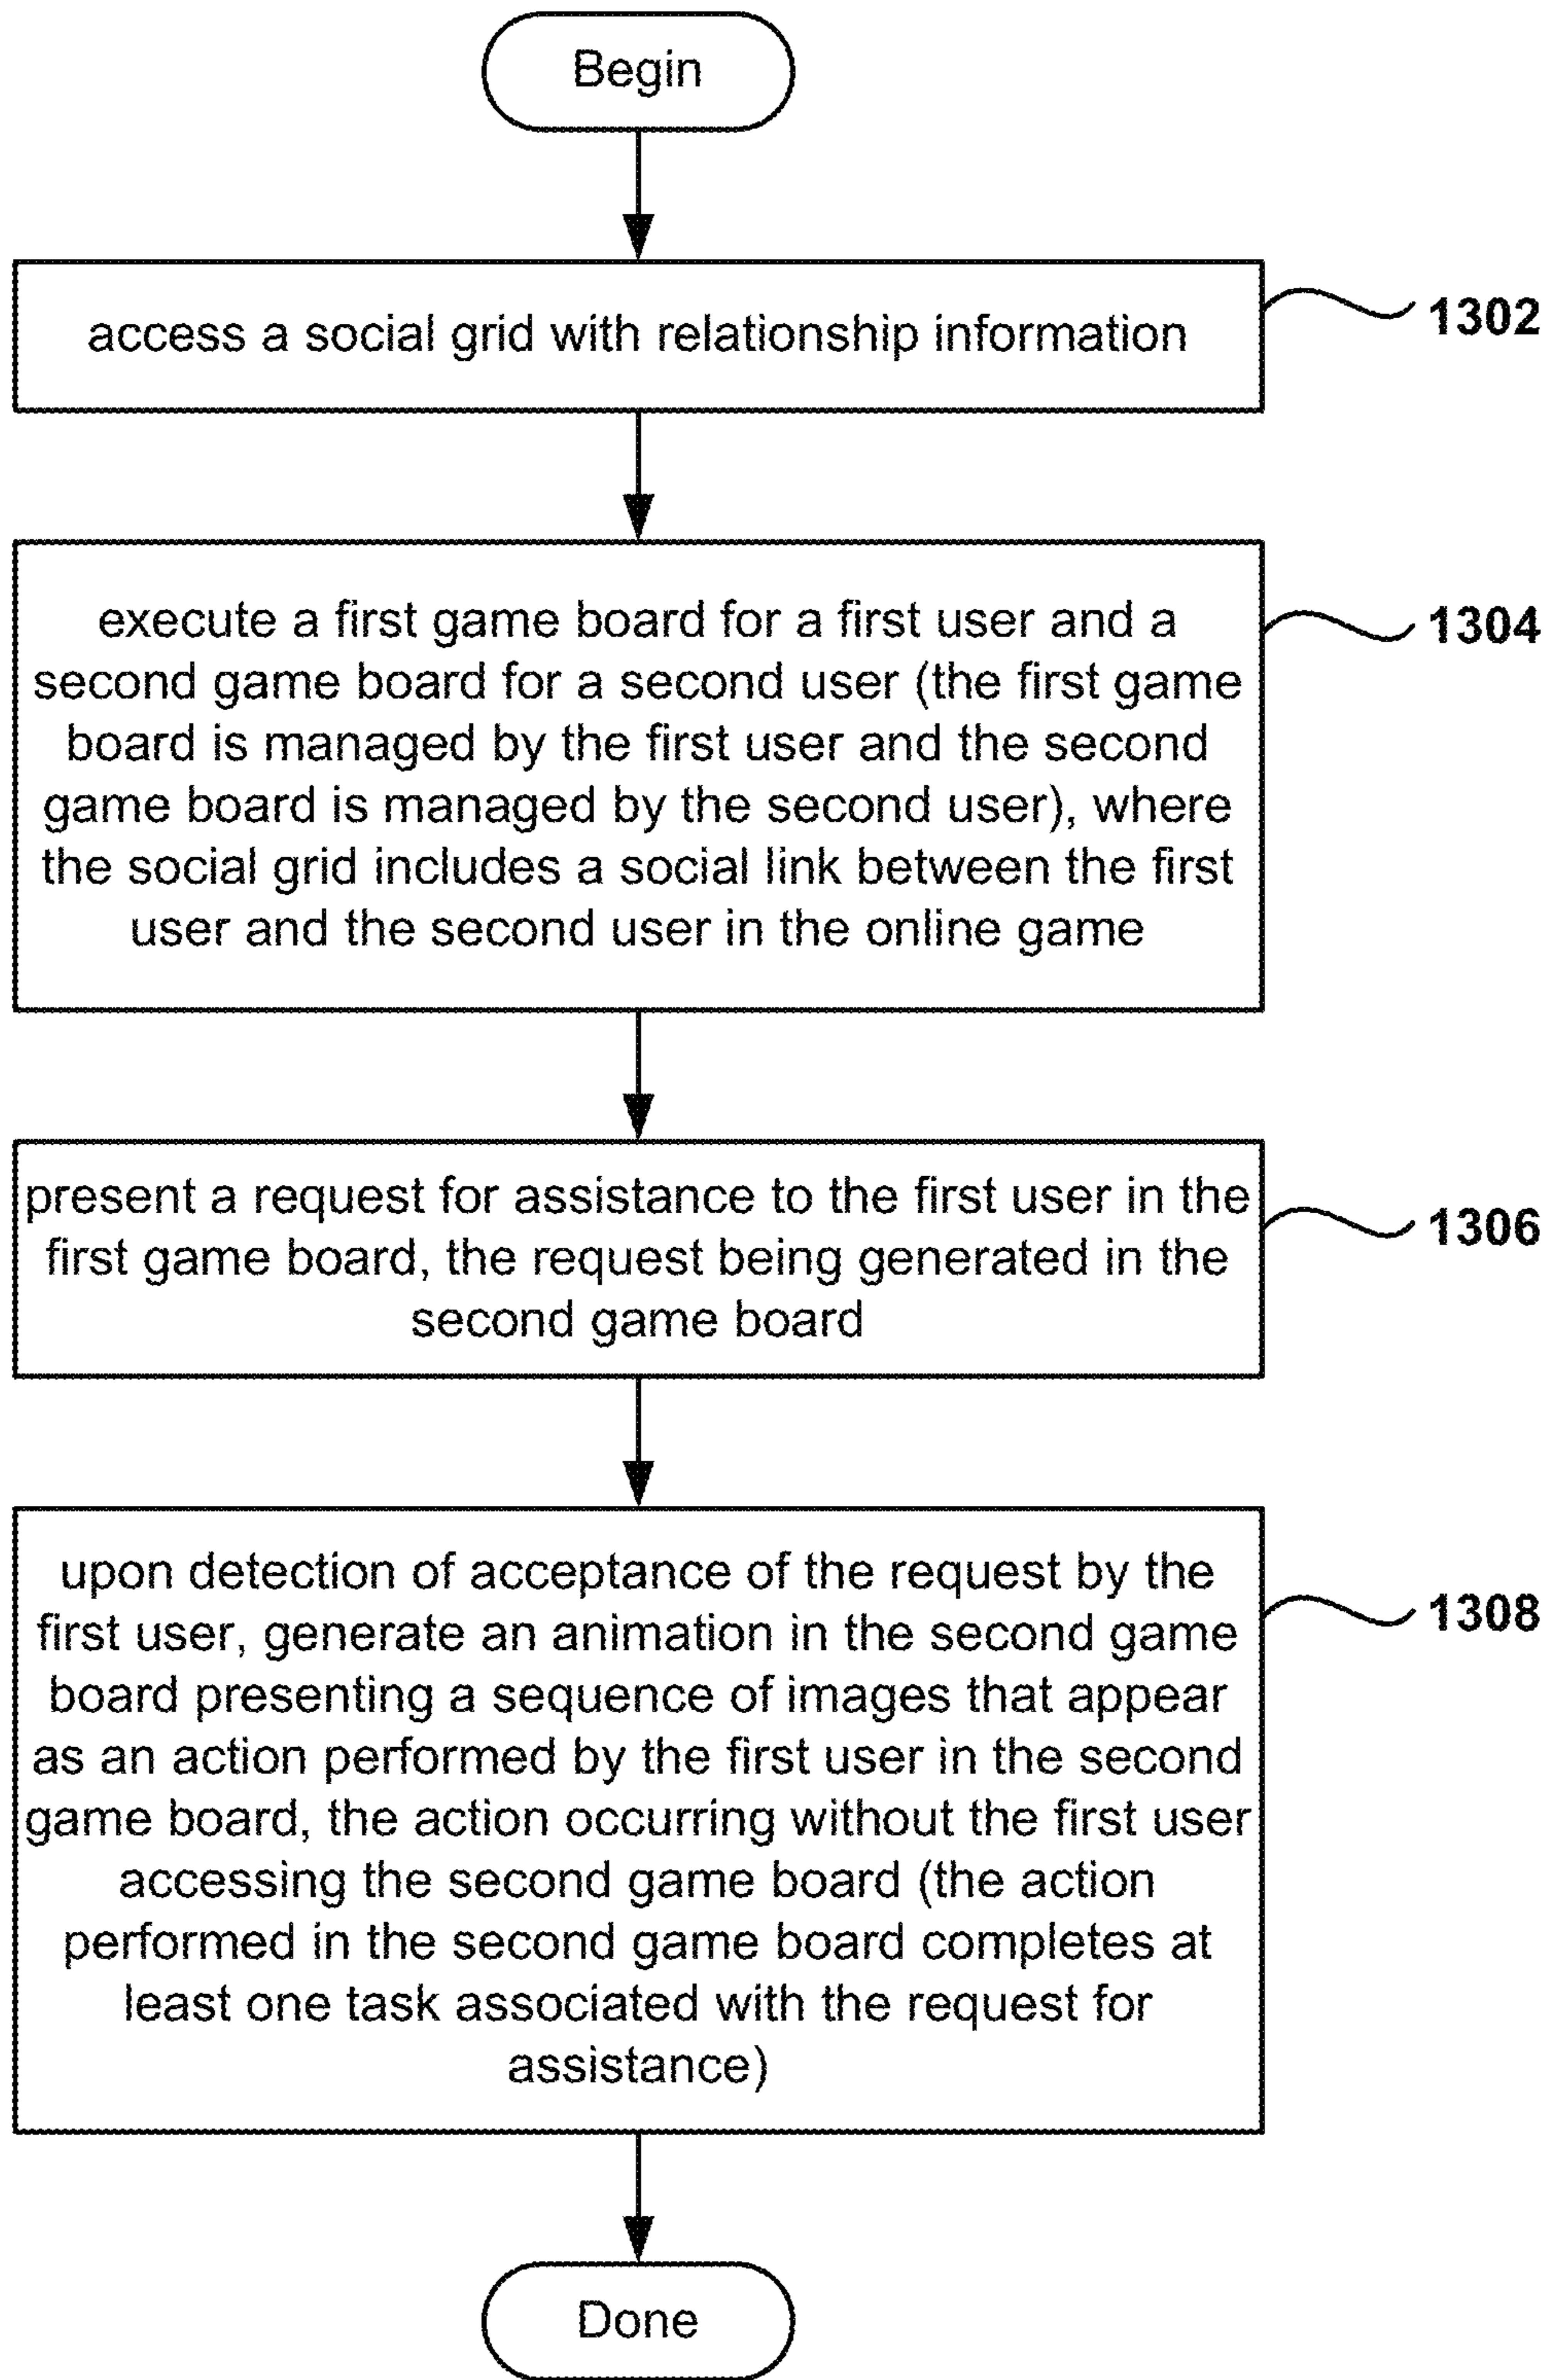 Begin
access a social grid with relationship information
1302
execute a first game board for a first user and a
second game board for a second user (the first game
board is managed by the first user and the second
game board is managed by the second user), where
the social grid includes a social link between the first
user and the second user in the online game
1304
present a request for assistance to the first user in the
first game board, the request being generated in the
second game board
1306
upon detection of acceptance of the request by the
first user, generate an animation in the second game
board presenting a sequence of images that appear
as an action performed by the first user in the second
game board, the action occurring without the first user
accessing the second game board (the action
performed in the second game board completes at
least one task associated with the request for
assistance)
1308
Done